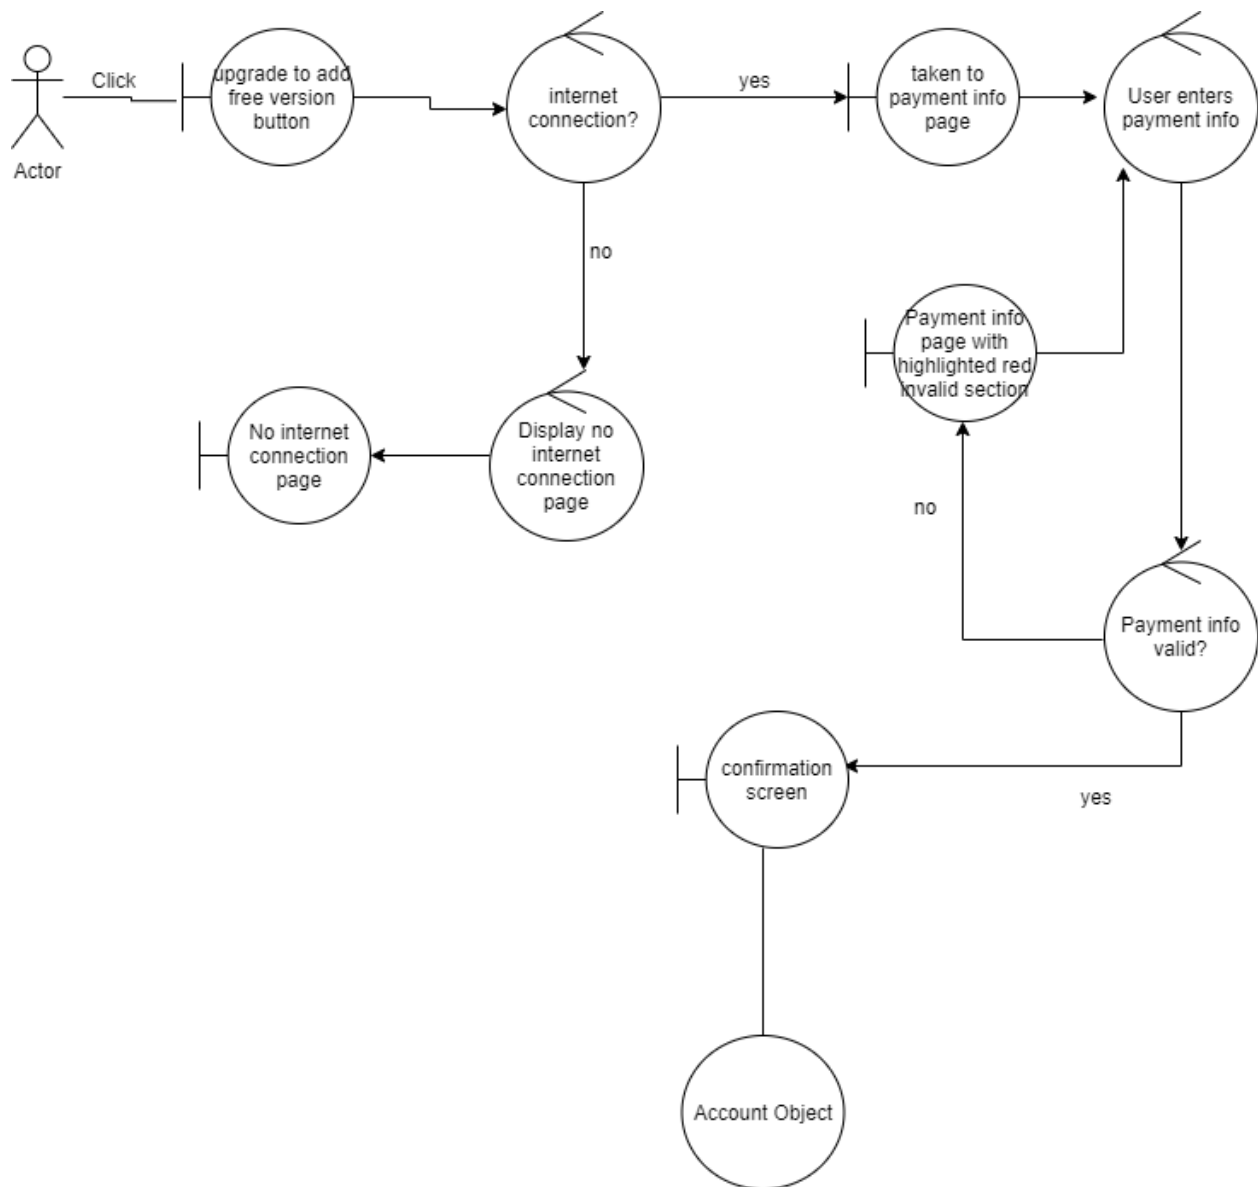 Click
Actor
upgrade to add
free version
button
internet
connection?
yes
taken to
payment info
page
User enters
payment info
no
Payment info
page with
highlighted red
invalid section
No internet
connection
page
Display no
internet
connection
page
no
Payment info
valid?
confirmation
screen
yes
Account Object